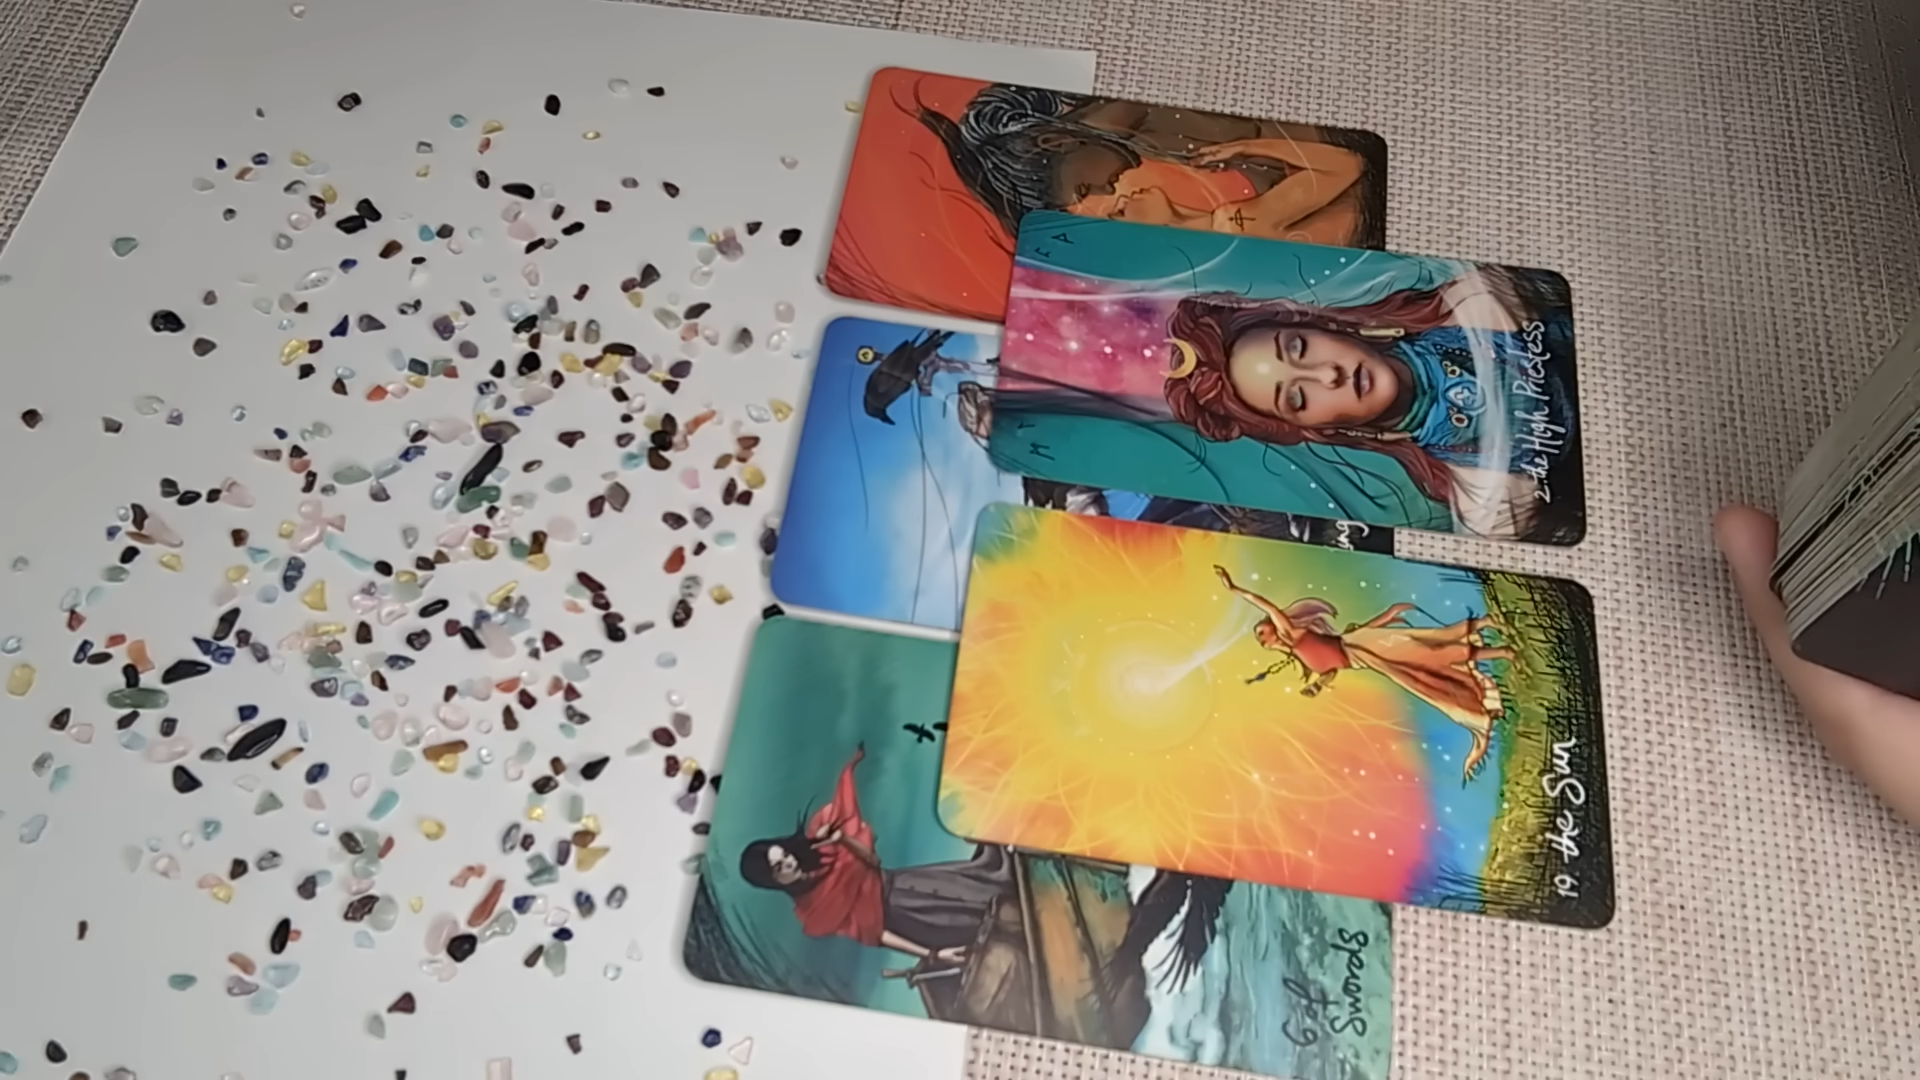 2. the High Priestess
19. the Sun
6 of
Swords